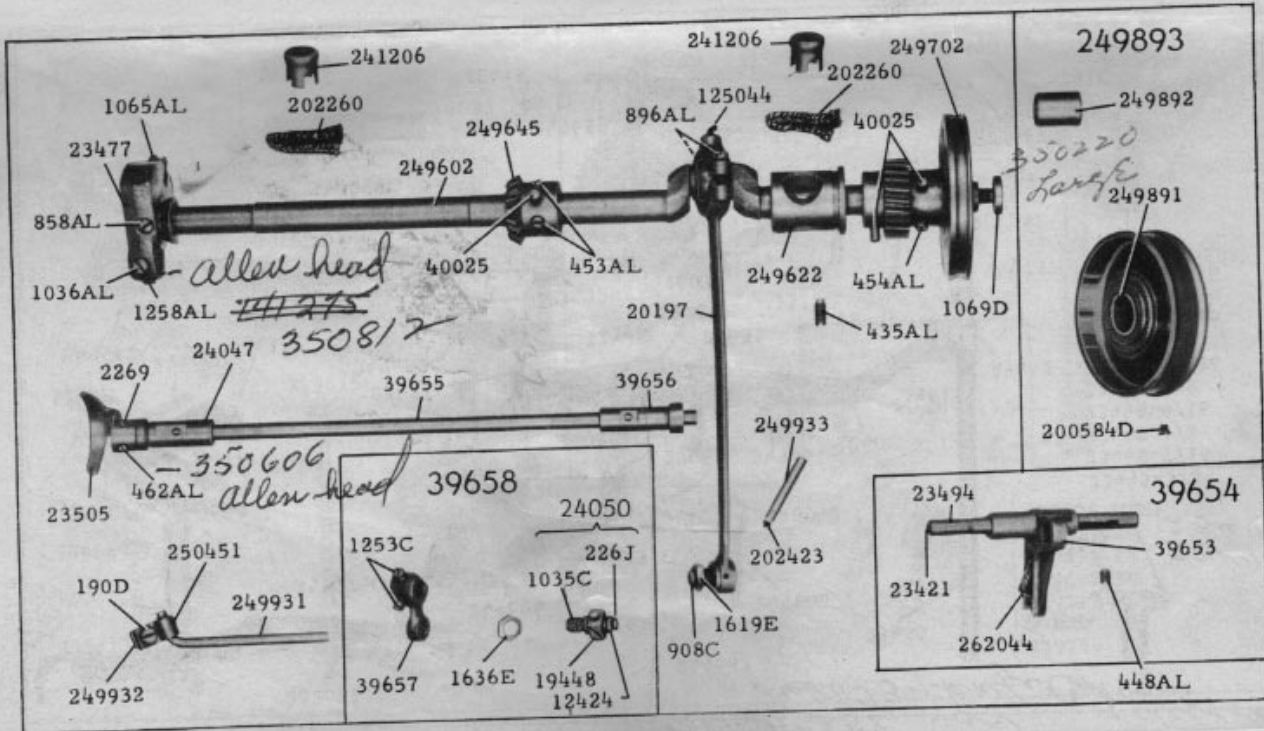 241206
1065AL
202260
23477
249645
249602
858AL
1036AL
1258AL
- allen head
141275
350812
40025
453AL
241206
249702
202260
125044
896AL
40025
249622
454AL
1069D
20197
435AL
249893
249892
350220
Large
249891
200584D
24047
2269
39655
39656
462AL
23505
- 350606
allen head
249933
202423
250451
190D
249931
249932
39658
24050
1253C
226J
1035C
39657
1636E
19448
12424
1619E
908C
39654
23494
39653
23421
262044
448AL